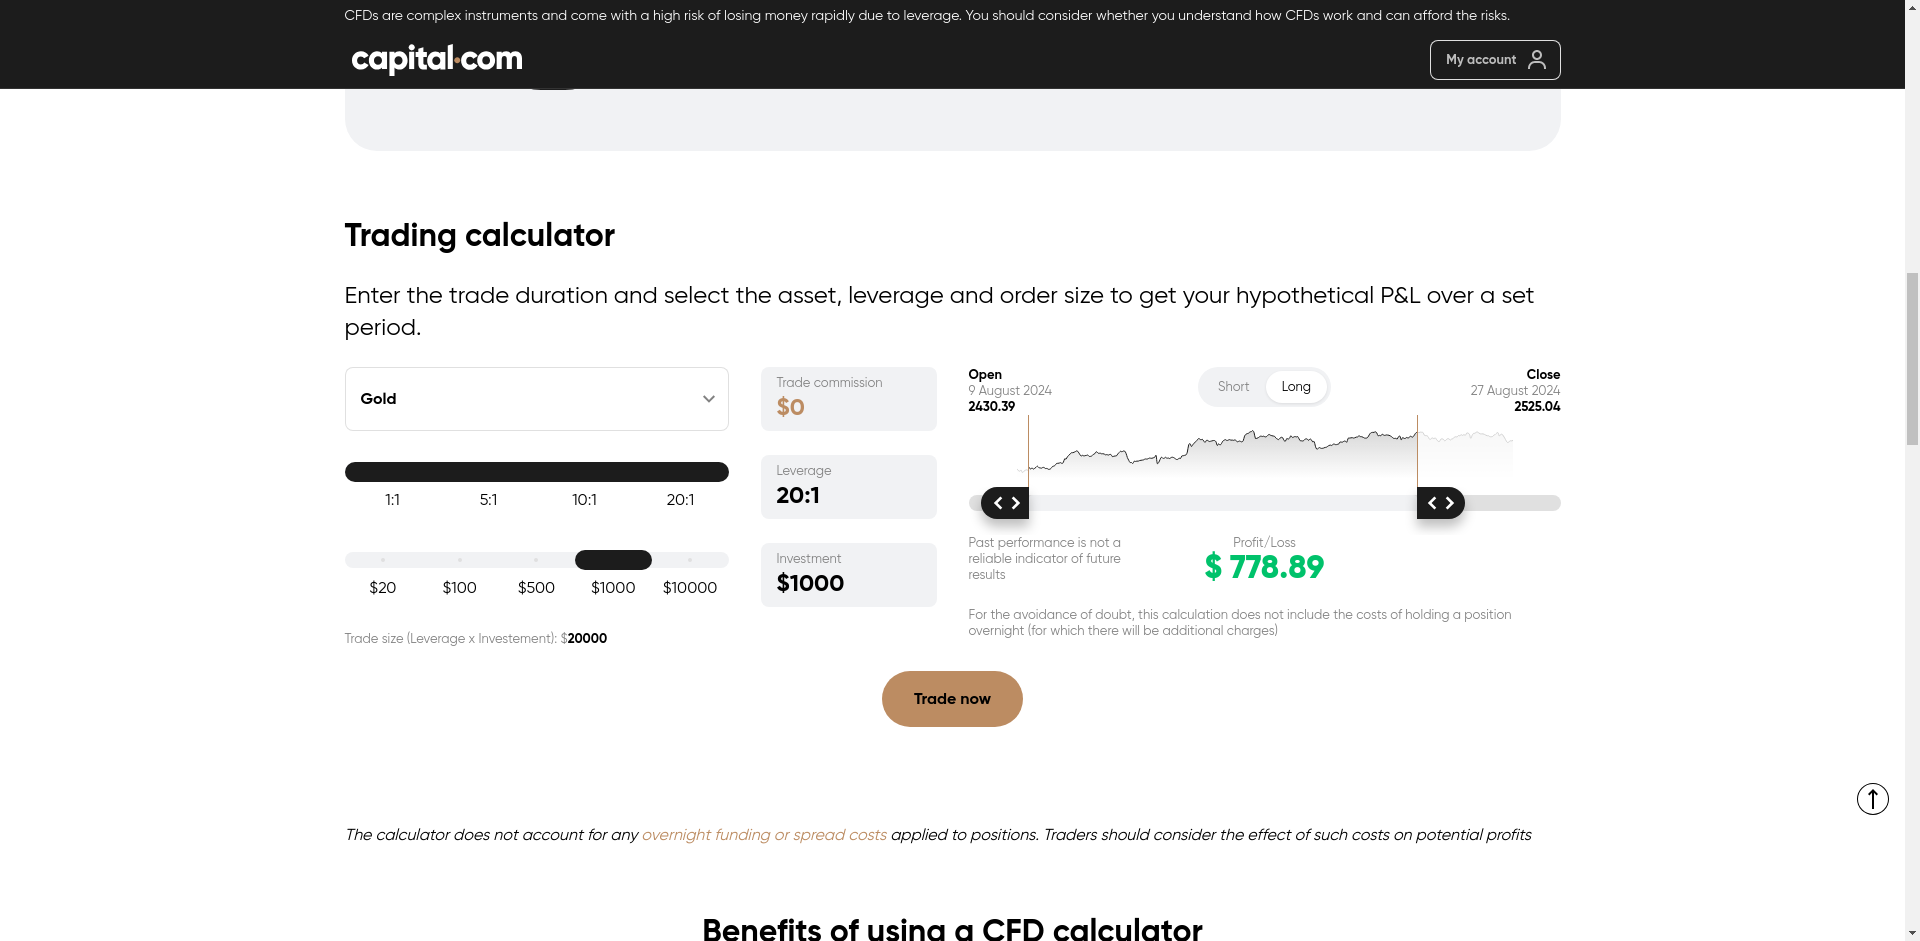 CFDs are complex instruments and come with a high risk of losing money rapidly due to leverage. You should consider whether you understand how CFDs work and can afford the risks.
capital.com
My account
Trading calculator
Enter the trade duration and select the asset, leverage and order size to get your hypothetical P&L over a set
period.
Gold
1:1 5:1 10:1 20:1
$20 $100 $500 $1000 $10000
Trade size (Leverage x Investement): $20000
Trade commission
$0
Leverage
20:1
Investment
$1000
Open
9 August 2024
2430.39
Short Long
Close
27 August 2024
2525.04
Past performance is not a
reliable indicator of future
results
Profit/Loss
$ 778.89
For the avoidance of doubt, this calculation does not include the costs of holding a position
overnight (for which there will be additional charges)
Trade now
The calculator does not account for any overnight funding or spread costs applied to positions. Traders should consider the effect of such costs on potential profits
Benefits of using a CFD calculator